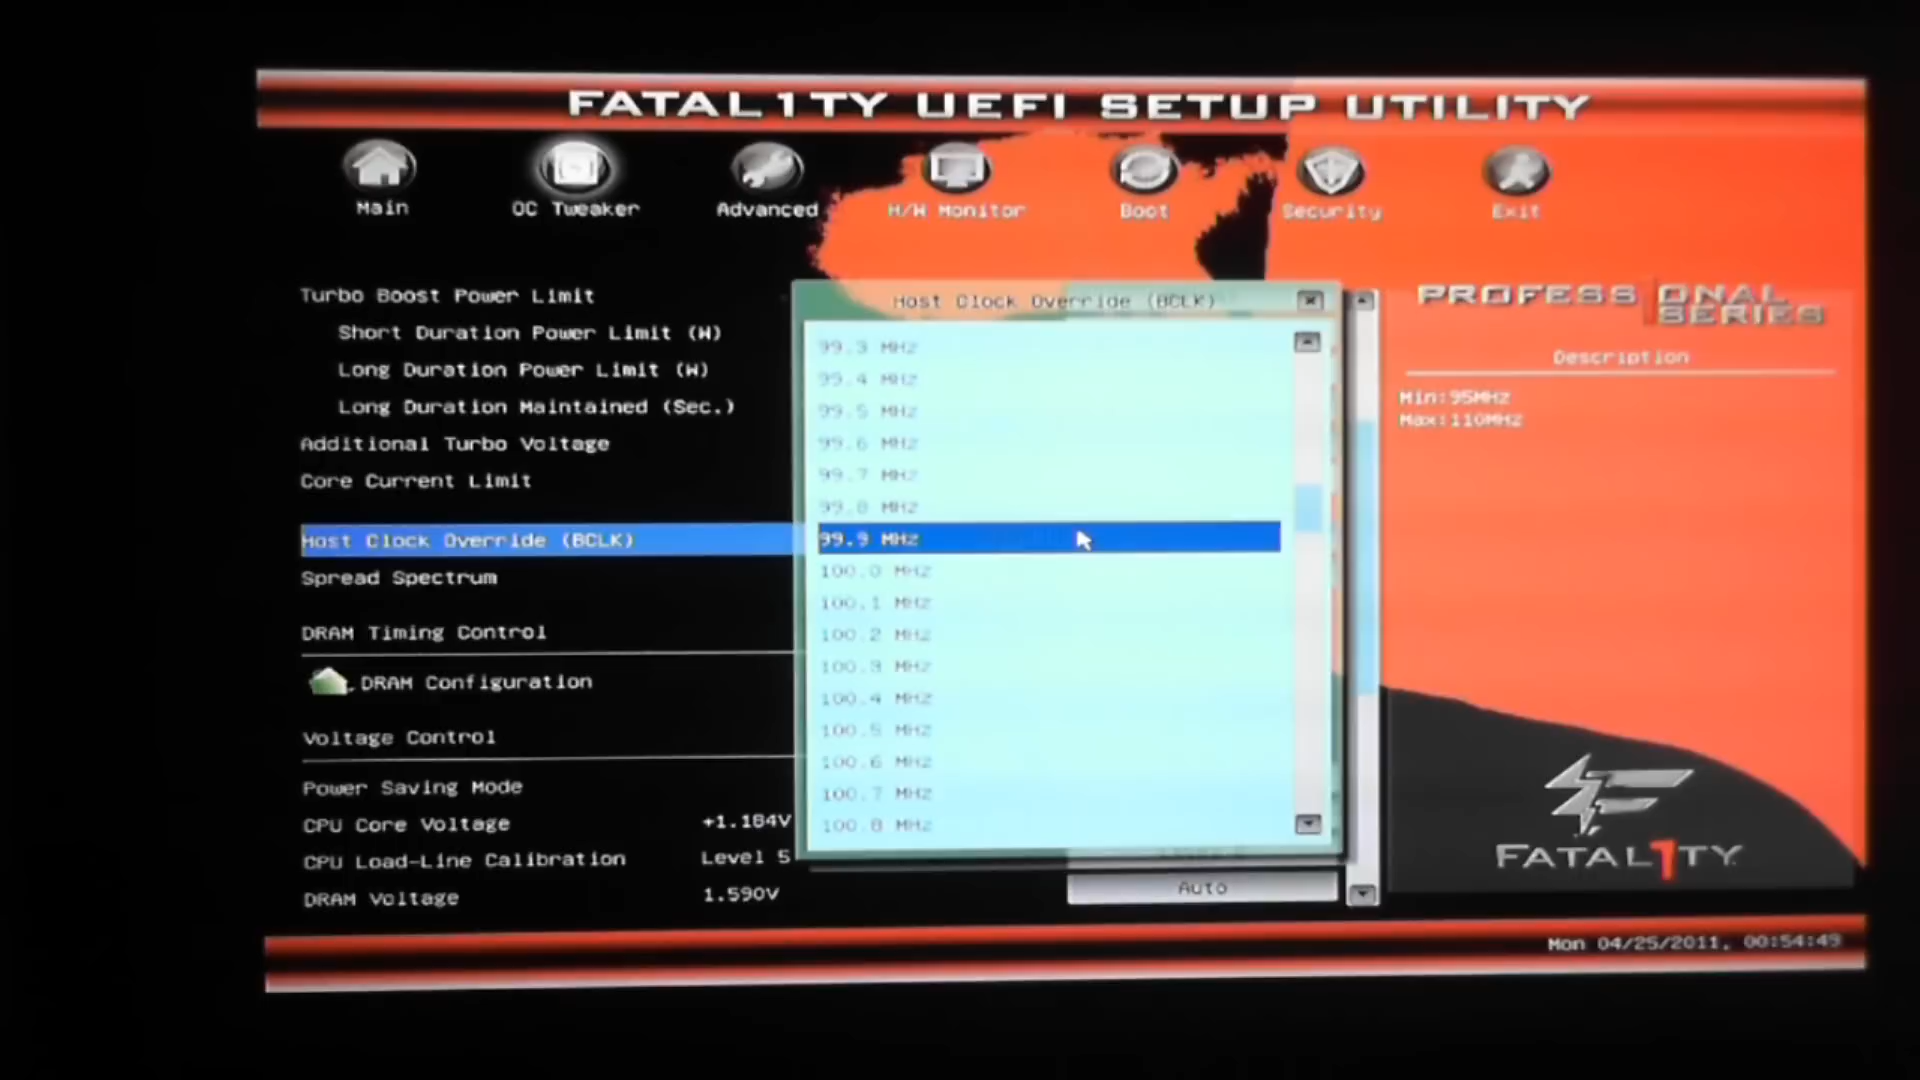 FATAL1TY UEFI SETUP UTILITY
Main
OC Tweaker
Advanced
H/W Monitor
Boot
Security
Exit
Turbo Boost Power Limit
Short Duration Power Limit (W)
Long Duration Power Limit (W)
Long Duration Maintained (Sec.)
Additional Turbo Voltage
Core Current Limit
Host Clock Override (BCLK)
Spread Spectrum
DRAM Timing Control
DRAM Configuration
Voltage Control
Power Saving Mode
CPU Core Voltage +1.184V
CPU Load-Line Calibration Level 5
DRAM Voltage 1.590V
Auto
Host Clock Override (BCLK)
99.3 MHz
99.4 MHz
99.5 MHz
99.6 MHz
99.7 MHz
99.8 MHz
99.9 MHz
100.0 MHz
100.1 MHz
100.2 MHz
100.3 MHz
100.4 MHz
100.5 MHz
100.6 MHz
100.7 MHz
100.8 MHz
PROFESSIONAL
SERIES
Description
Min:95MHz
Max:110MHz
FATAL1TY
Mon 04/25/2011, 00:54:49